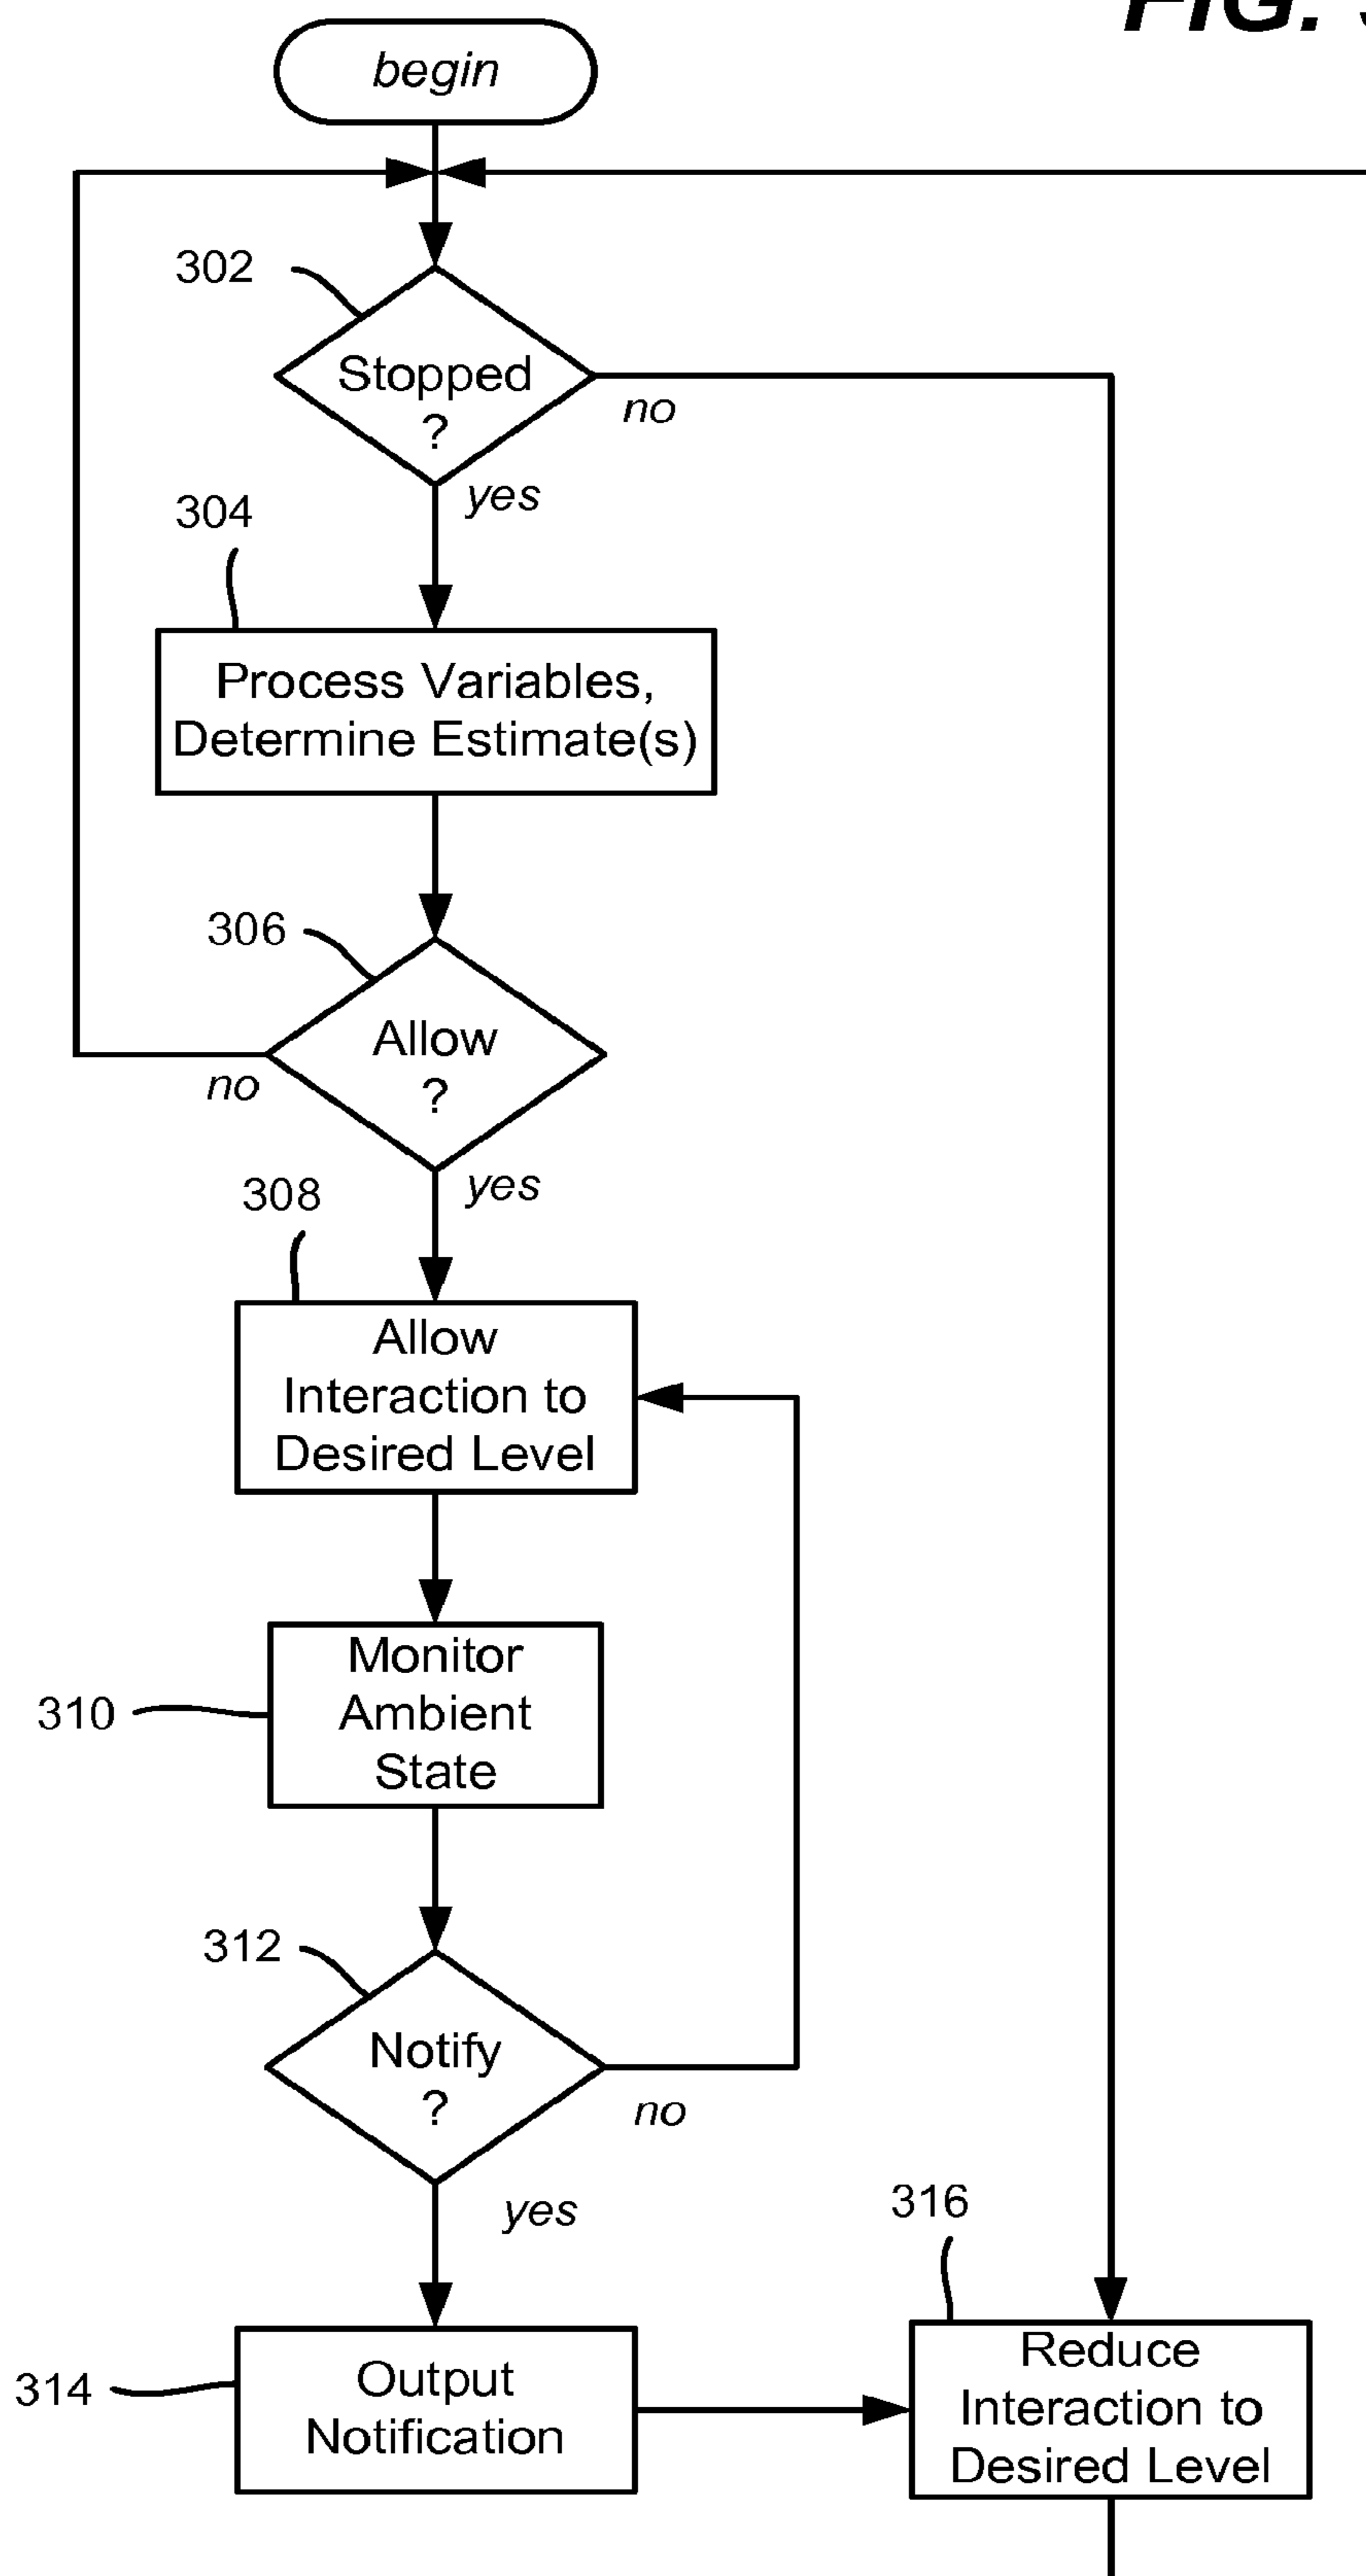 FIG.
begin
302
Stopped
?
no
yes
304
Process Variables,
Determine Estimate(s)
306
Allow
?
no
yes
308
Allow
Interaction to
Desired Level
Monitor
Ambient
State
310
312
Notify
?
no
yes
316
314
Output
Notification
Reduce
Interaction to
Desired Level